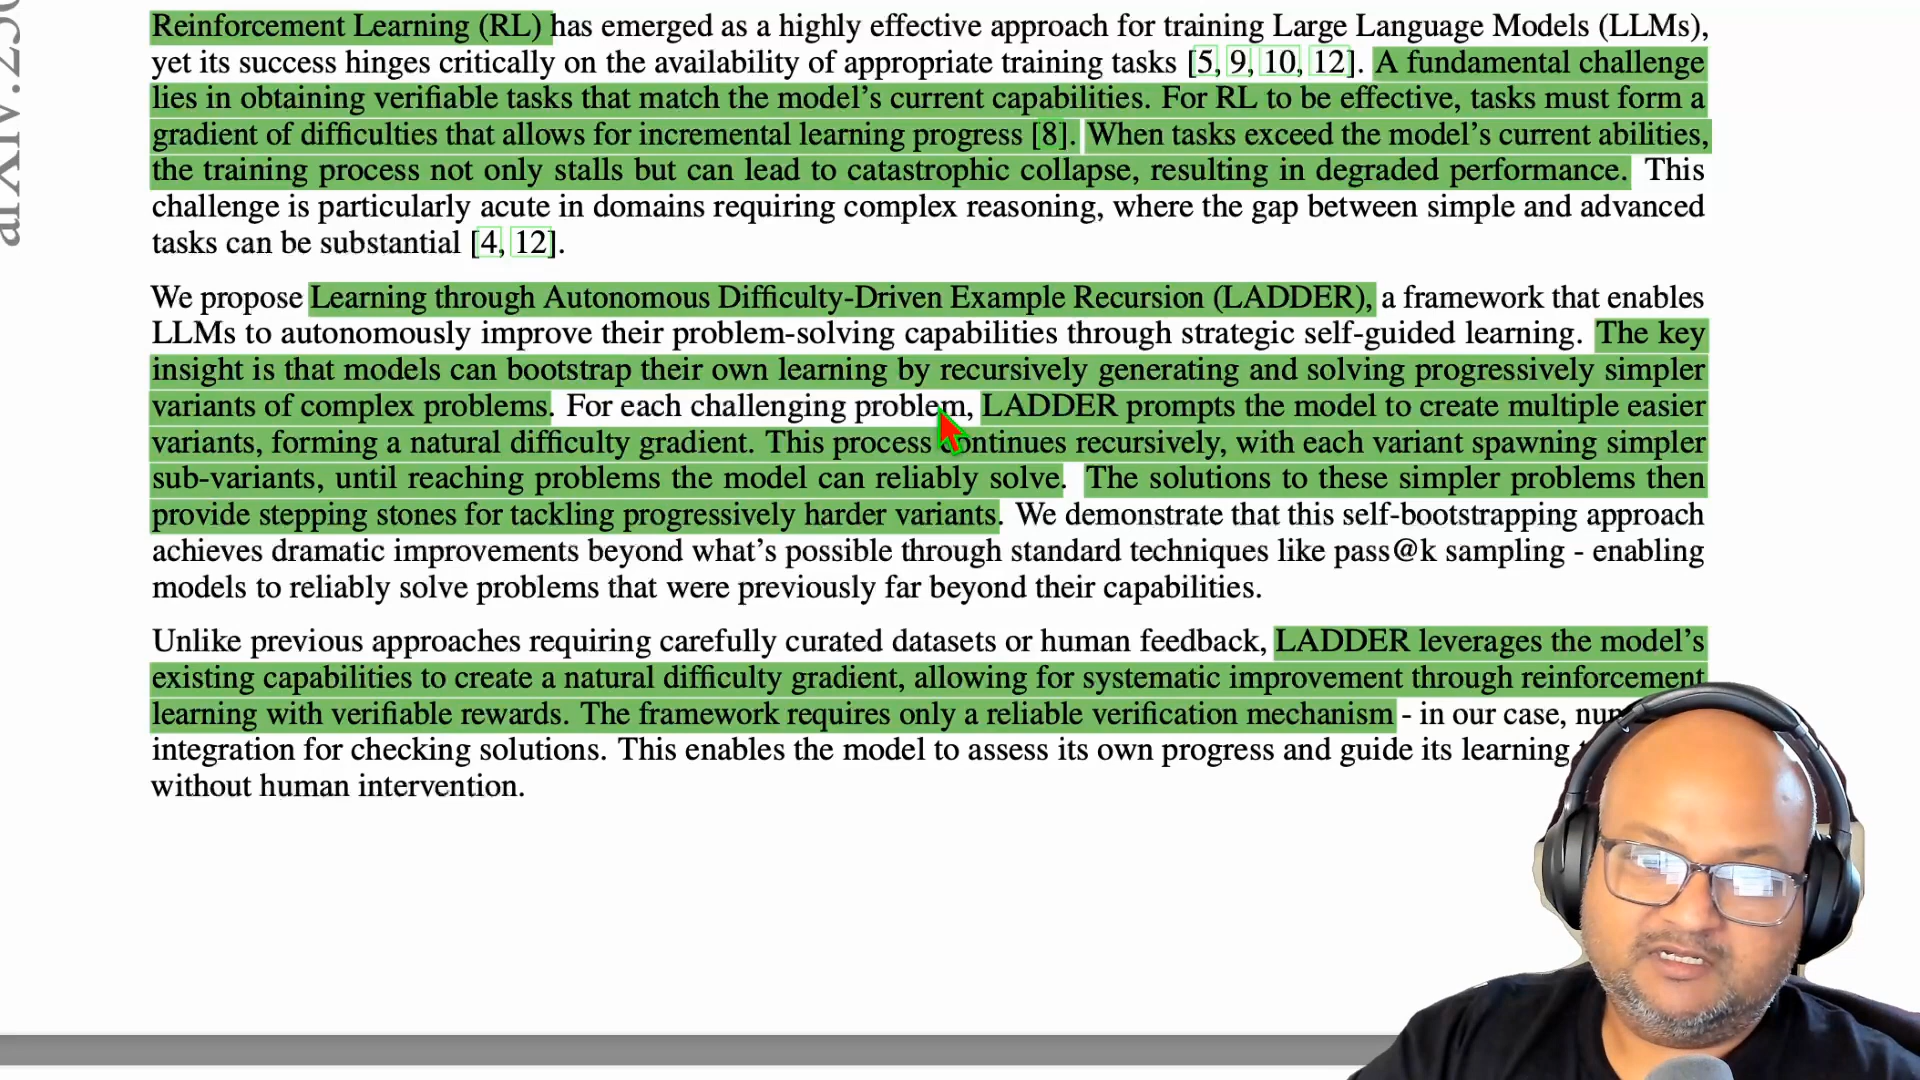 Reinforcement Learning (RL) has emerged as a highly effective approach for training Large Language Models (LLMs),
yet its success hinges critically on the availability of appropriate training tasks [5, 9, 10, 12]. A fundamental challenge
lies in obtaining verifiable tasks that match the model’s current capabilities. For RL to be effective, tasks must form a
gradient of difficulties that allows for incremental learning progress [8]. When tasks exceed the model’s current abilities,
the training process not only stalls but can lead to catastrophic collapse, resulting in degraded performance. This
challenge is particularly acute in domains requiring complex reasoning, where the gap between simple and advanced
tasks can be substantial [4, 12].
We propose Learning through Autonomous Difficulty-Driven Example Recursion (LADDER), a framework that enables
LLMs to autonomously improve their problem-solving capabilities through strategic self-guided learning. The key
insight is that models can bootstrap their own learning by recursively generating and solving progressively simpler
variants of complex problems. For each challenging problem, LADDER prompts the model to create multiple easier
variants, forming a natural difficulty gradient. This process continues recursively, with each variant spawning simpler
sub-variants, until reaching problems the model can reliably solve. The solutions to these simpler problems then
provide stepping stones for tackling progressively harder variants. We demonstrate that this self-bootstrapping approach
achieves dramatic improvements beyond what’s possible through standard techniques like pass@k sampling - enabling
models to reliably solve problems that were previously far beyond their capabilities.
Unlike previous approaches requiring carefully curated datasets or human feedback, LADDER leverages the model’s
existing capabilities to create a natural difficulty gradient, allowing for systematic improvement through reinforcement
learning with verifiable rewards. The framework requires only a reliable verification mechanism - in our case,
integration for checking solutions. This enables the model to assess its own progress and guide its learning
without human intervention.